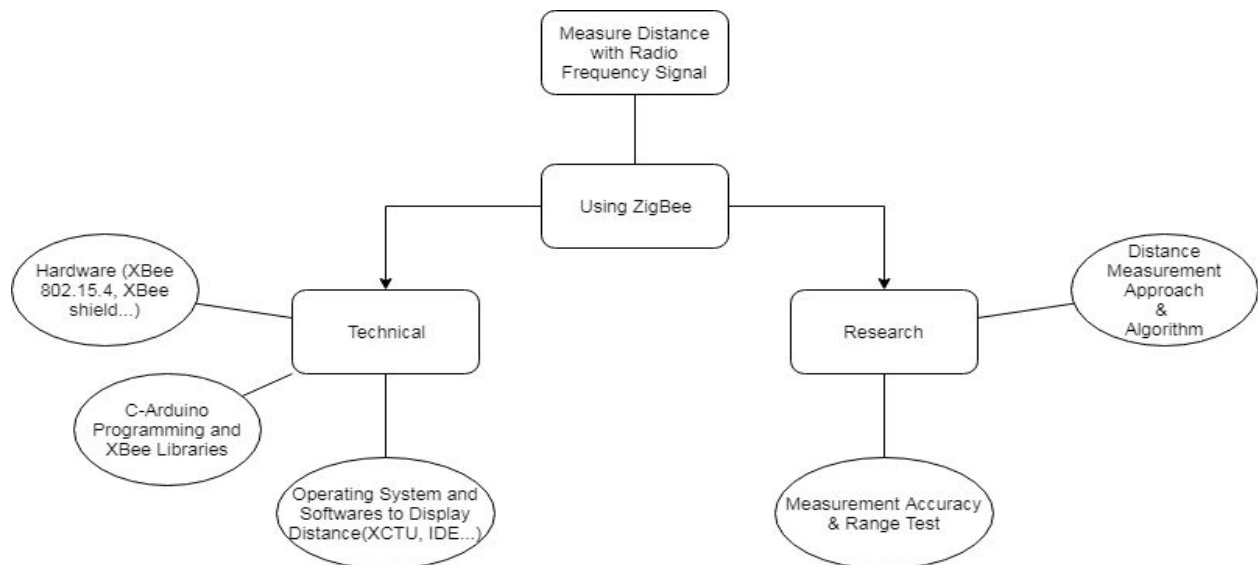 Measure Distance
with Radio
Frequency Signal
Using ZigBee
Hardware (XBee
802.15.4, XBee
shield...)
Technical
C-Arduino
Programming and
XBee Libraries
Operating System and
Softwares to Display
Distance(XCTU, IDE...)
Research
Distance
Measurement
Approach
&
Algorithm
Measurement Accuracy
& Range Test